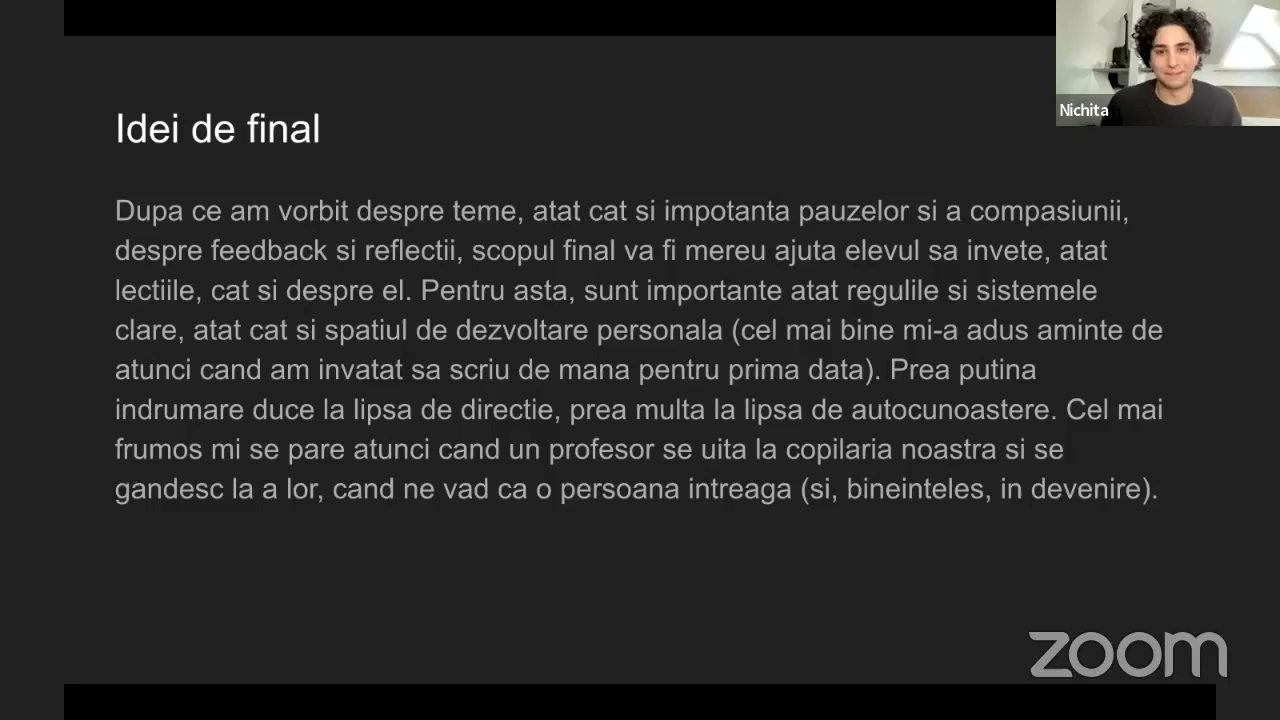 Nichita
Idei de final
Dupa ce am vorbit despre teme, atat cat si impotanta pauzelor si a compasiunii,
despre feedback si reflectii, scopul final va fi mereu ajuta elevul sa invete, atat
lectiile, cat si despre el. Pentru asta, sunt importante atat regulile si sistemele
clare, atat cat si spatiul de dezvoltare personala (cel mai bine mi-a adus aminte de
atunci cand am invatat sa scriu de mana pentru prima data). Prea putina
indrumare duce la lipsa de directie, prea multa la lipsa de autocunoastere. Cel mai
frumos mi se pare atunci cand un profesor se uita la copilaria noastra si se
gandesc la a lor, cand ne vad ca o persoana intreaga (si, bineinteles, in devenire).
zoom